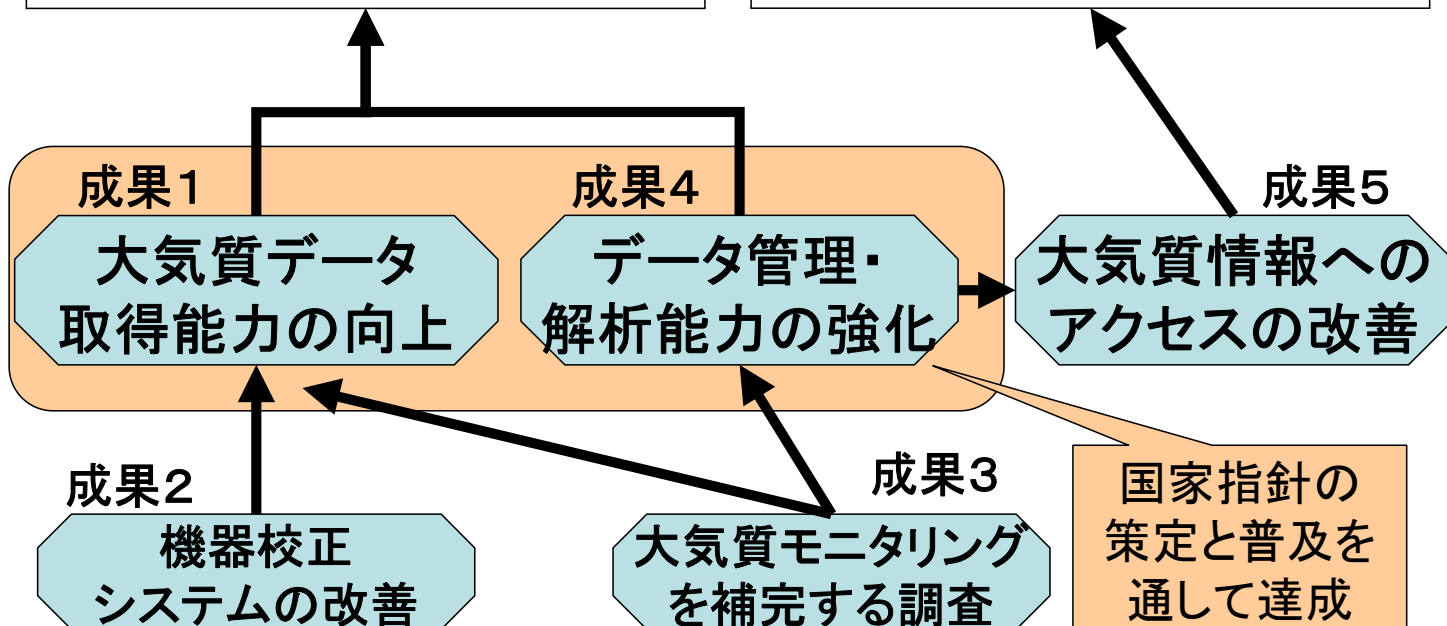 成果1
大気質データ
取得能力の向上
成果4
データ管理・
解析能力の強化
成果5
大気質情報への
アクセスの改善
成果2
機器校正
システムの改善
成果3
大気質モニタリング
を補完する調査
国家指針の
策定と普及を
通して達成